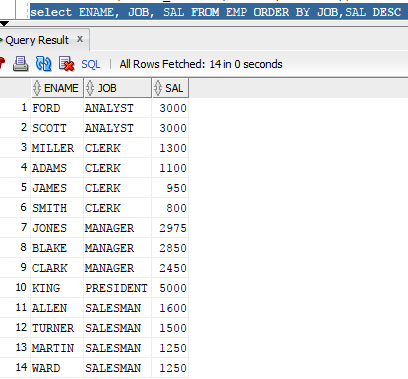 select ENAME, JOB, SAL FROM EMP ORDER BY JOB,SAL DESC
Query Result x
SQL | All Rows Fetched: 14 in 0 seconds
ENAME JOB SAL
1 FORD ANALYST 3000
2 SCOTT ANALYST 3000
3 MILLER CLERK 1300
4 ADAMS CLERK 1100
5 JAMES CLERK 950
6 SMITH CLERK 800
7 JONES MANAGER 2975
8 BLAKE MANAGER 2850
9 CLARK MANAGER 2450
10 KING PRESIDENT 5000
11 ALLEN SALESMAN 1600
12 TURNER SALESMAN 1500
13 MARTIN SALESMAN 1250
14 WARD SALESMAN 1250